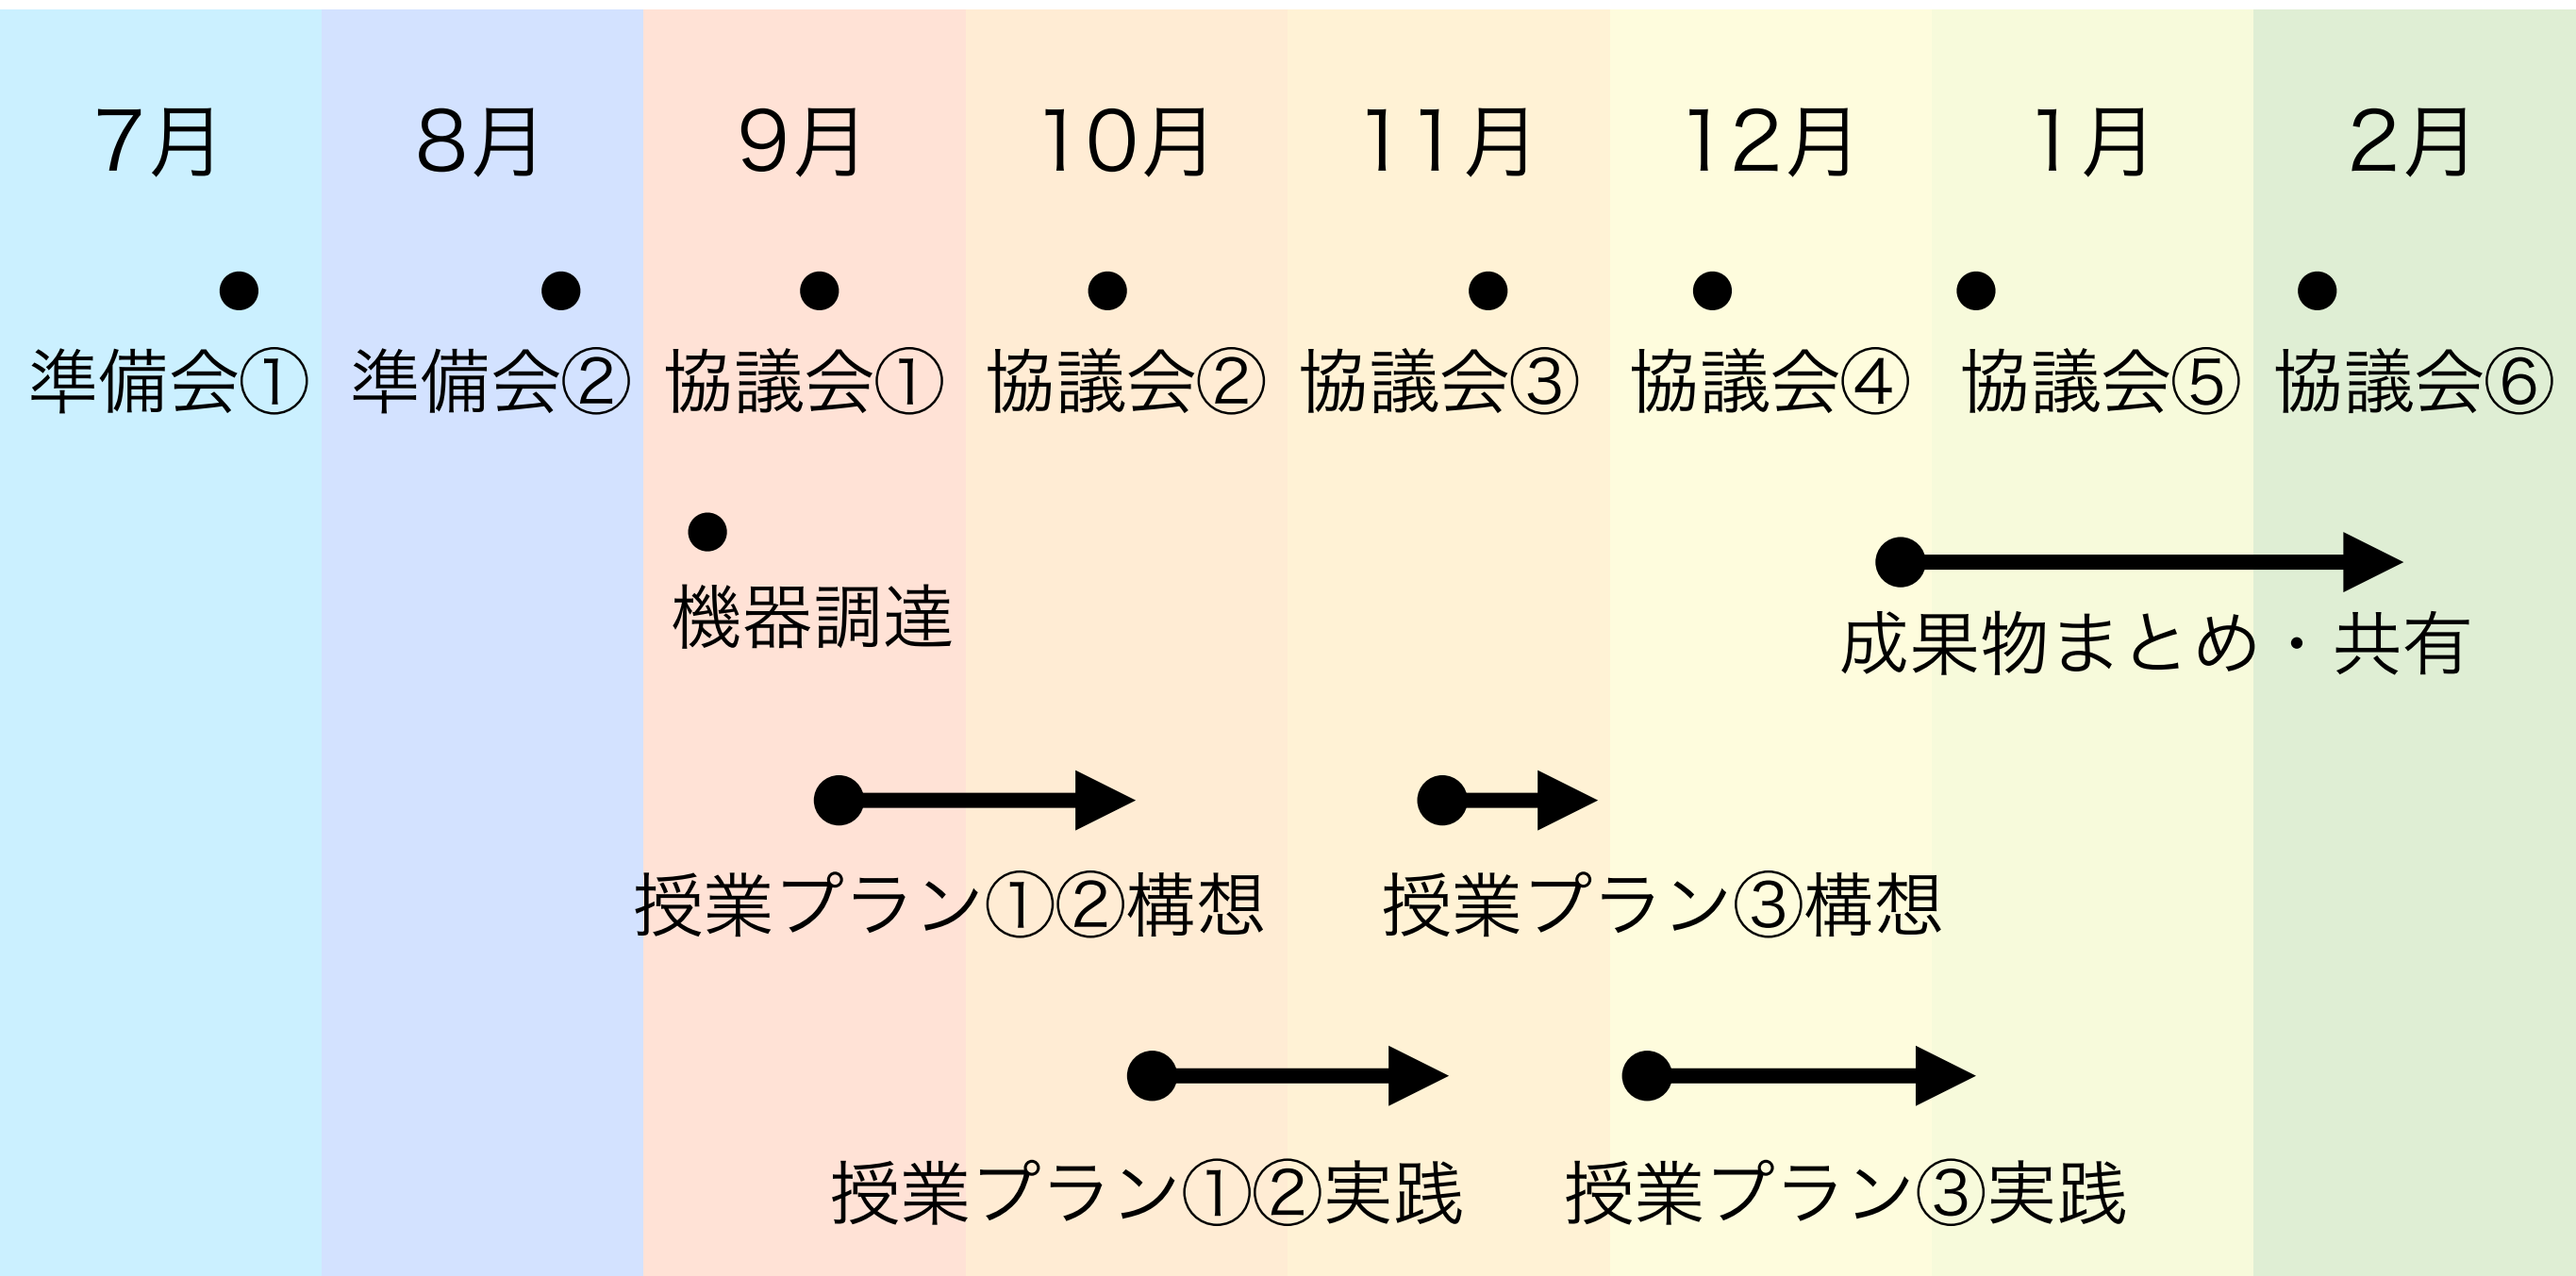 7月 8月 9月 10月 11月 12月 1月 2月
準備会① 準備会② 協議会① 協議会② 協議会③ 協議会④ 協議会⑤ 協議会⑥
機器調達
成果物まとめ・共有
授業プラン①②構想 授業プラン③構想
授業プラン①②実践 授業プラン③実践